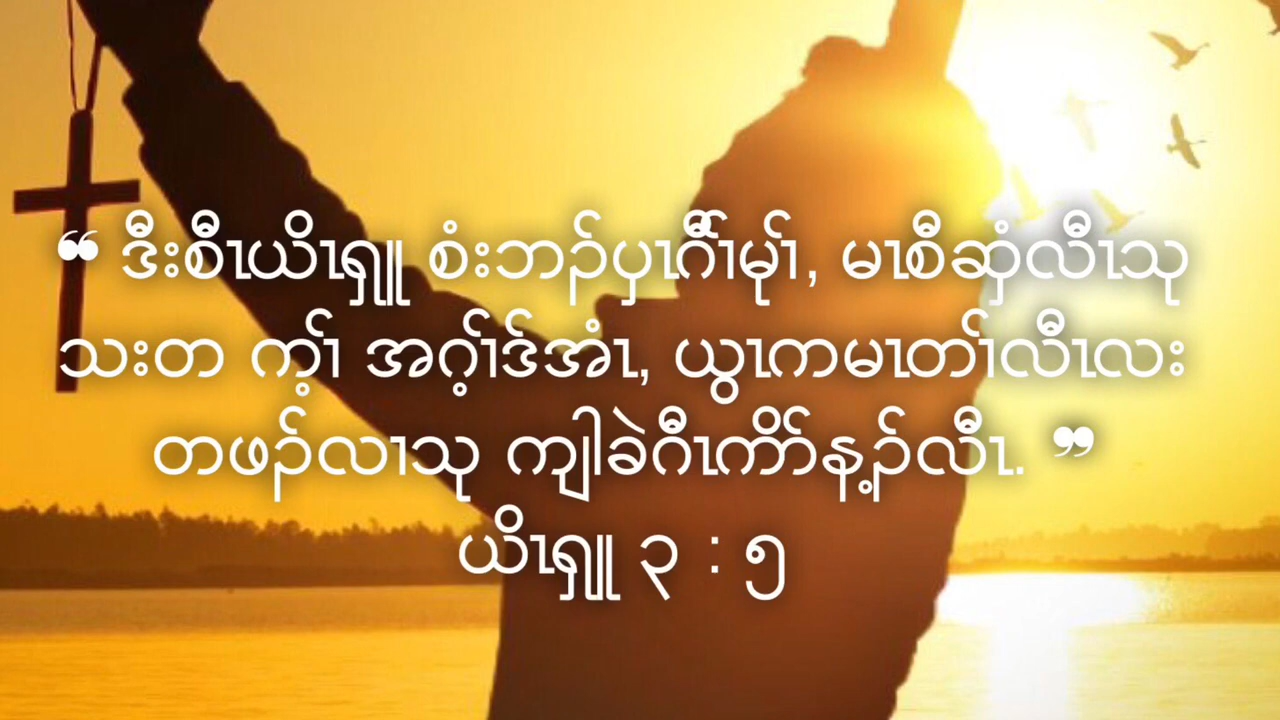 ❝ ဒီးစီၤယိၤရှူ စံးဘၣ်ပှၤဂီၢ်မုၢ်, မၤစီဆှံလီၤသု
သးတ က့ၢ် အဂ့ၢ်ဒ်အံၤ, ယွၤကမၤတၢ်လီၤလး
တဖၣ်လၢသု ကျါခဲဂီၤကိာ်န့ၣ်လီၤ. ❞
ယိၤရှူ ၃ : ၅